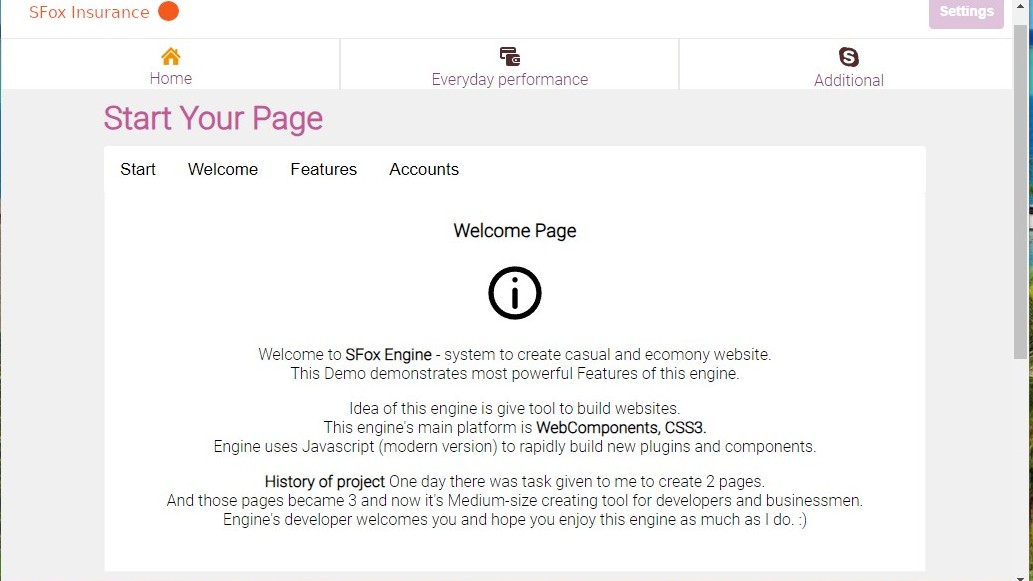 SFox Insurance
Settings
Home
Everyday performance
Additional
Start Your Page
Start Welcome Features Accounts
Welcome Page
Welcome to SFox Engine - system to create casual and ecomony website.
This Demo demonstrates most powerful Features of this engine.
Idea of this engine is give tool to build websites.
This engine's main platform is WebComponents, CSS3.
Engine uses Javascript (modern version) to rapidly build new plugins and components.
History of project One day there was task given to me to create 2 pages.
And those pages became 3 and now it's Medium-size creating tool for developers and businessmen.
Engine's developer welcomes you and hope you enjoy this engine as much as I do. :)